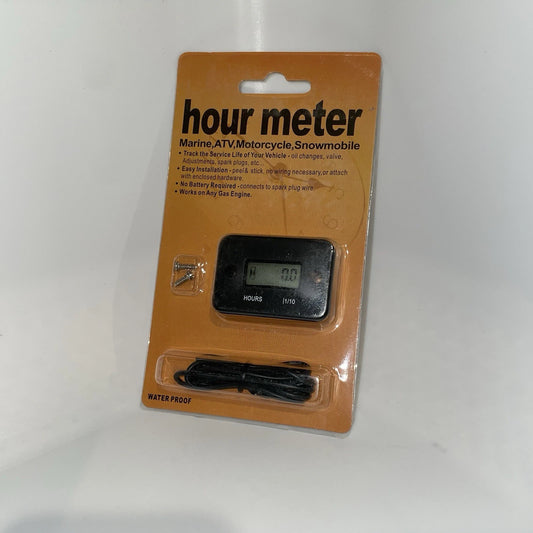 hour meter
Marine,ATV,Motorcycle,Snowmobile
• Track the Service Life of Your Vehicle - oil changes, valve,
Adjustments, spark plugs, etc..
• Easy Installation - peel & stick, no wiring necessary,or attach
with enclosed hardware.
• No Battery Required - connects to spark plug wire.
• Works on Any Gas Engine.
0.0
HOURS |1/10
WATER PROOF